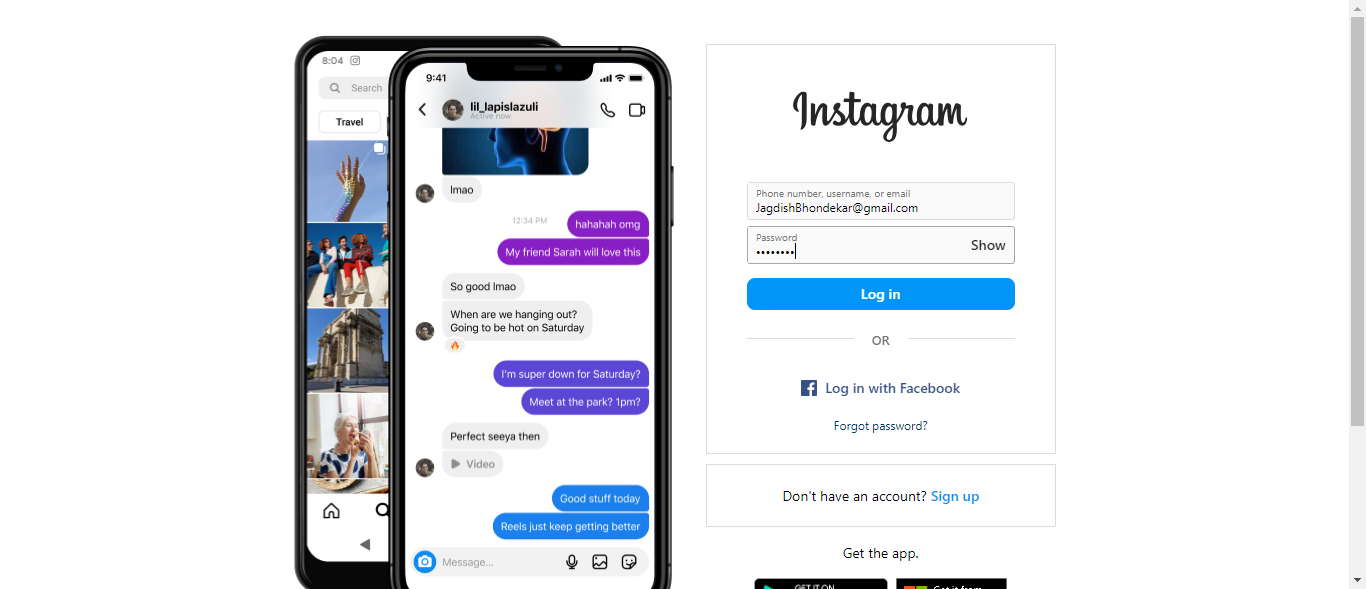 8:04
Search
Travel
9:41
lil_lapislazuli
Active now
lmao
12:34 PM
hahahah omg
My friend Sarah will love this
So good lmao
When are we hanging out?
Going to be hot on Saturday
I'm super down for Saturday?
Meet at the park? 1pm?
Perfect seeya then
Video
Good stuff today
Reels just keep getting better
Message...
Instagram
Phone number, username, or email
JagdishBhondekar@gmail.com
Password
••••••••
Show
Log in
OR
Log in with Facebook
Forgot password?
Don't have an account? Sign up
Get the app.
GET IT ON
Get it from